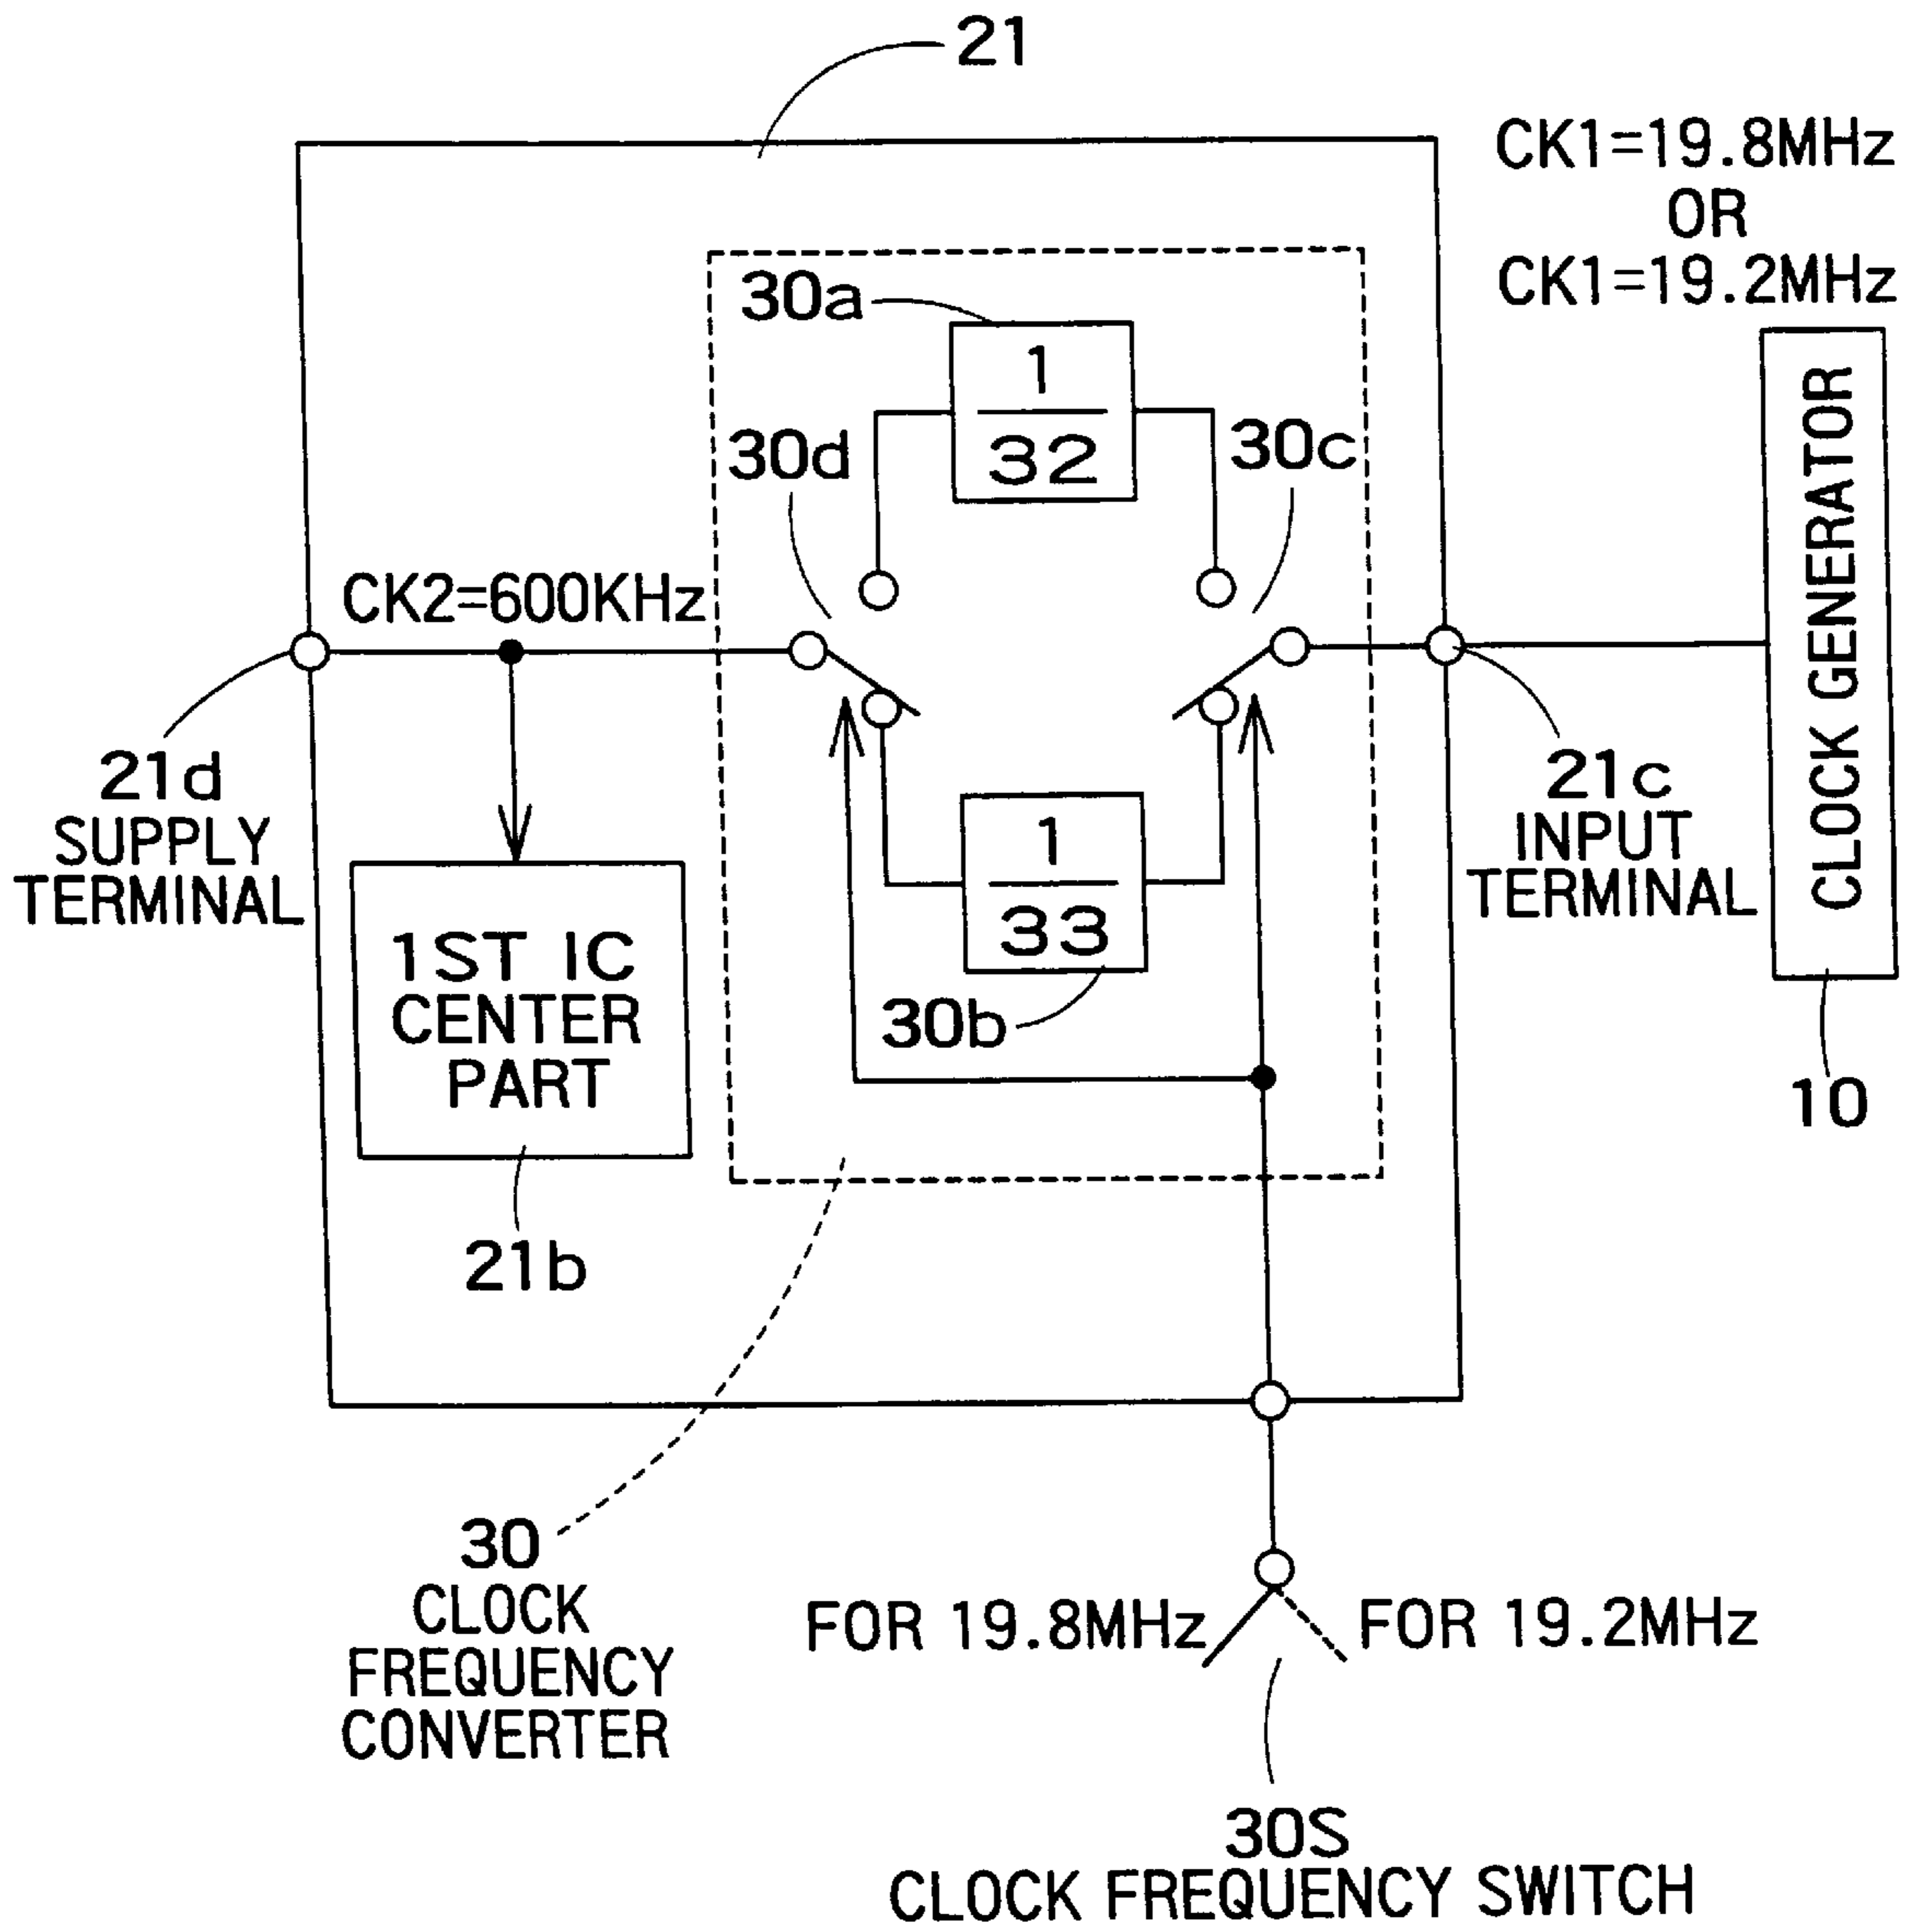 21
CK1=19.8MHz
OR
CK1=19.2MHz
30a
1
32
30d
30c
CLOCK GENERATOR
CK2=600KHz
21d
SUPPLY
TERMINAL
21c
INPUT
TERMINAL
1
33
1ST IC
CENTER
PART
30b
10
21b
30
CLOCK
FREQUENCY
CONVERTER
FOR 19.8MHz
FOR 19.2MHz
30S
CLOCK FREQUENCY SWITCH